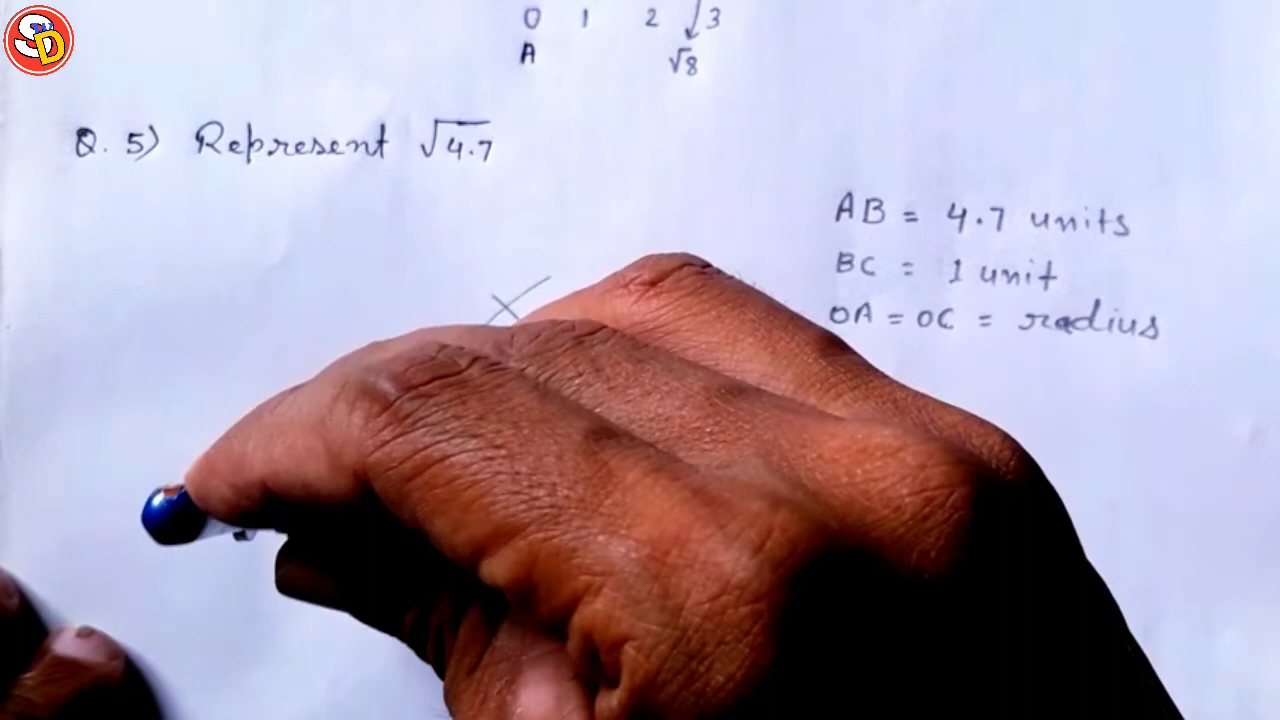 SD
0 1 2 3
A √8
Q. 5) Represent √4.7
AB = 4.7 units
BC = 1 unit
OA = OC = radius